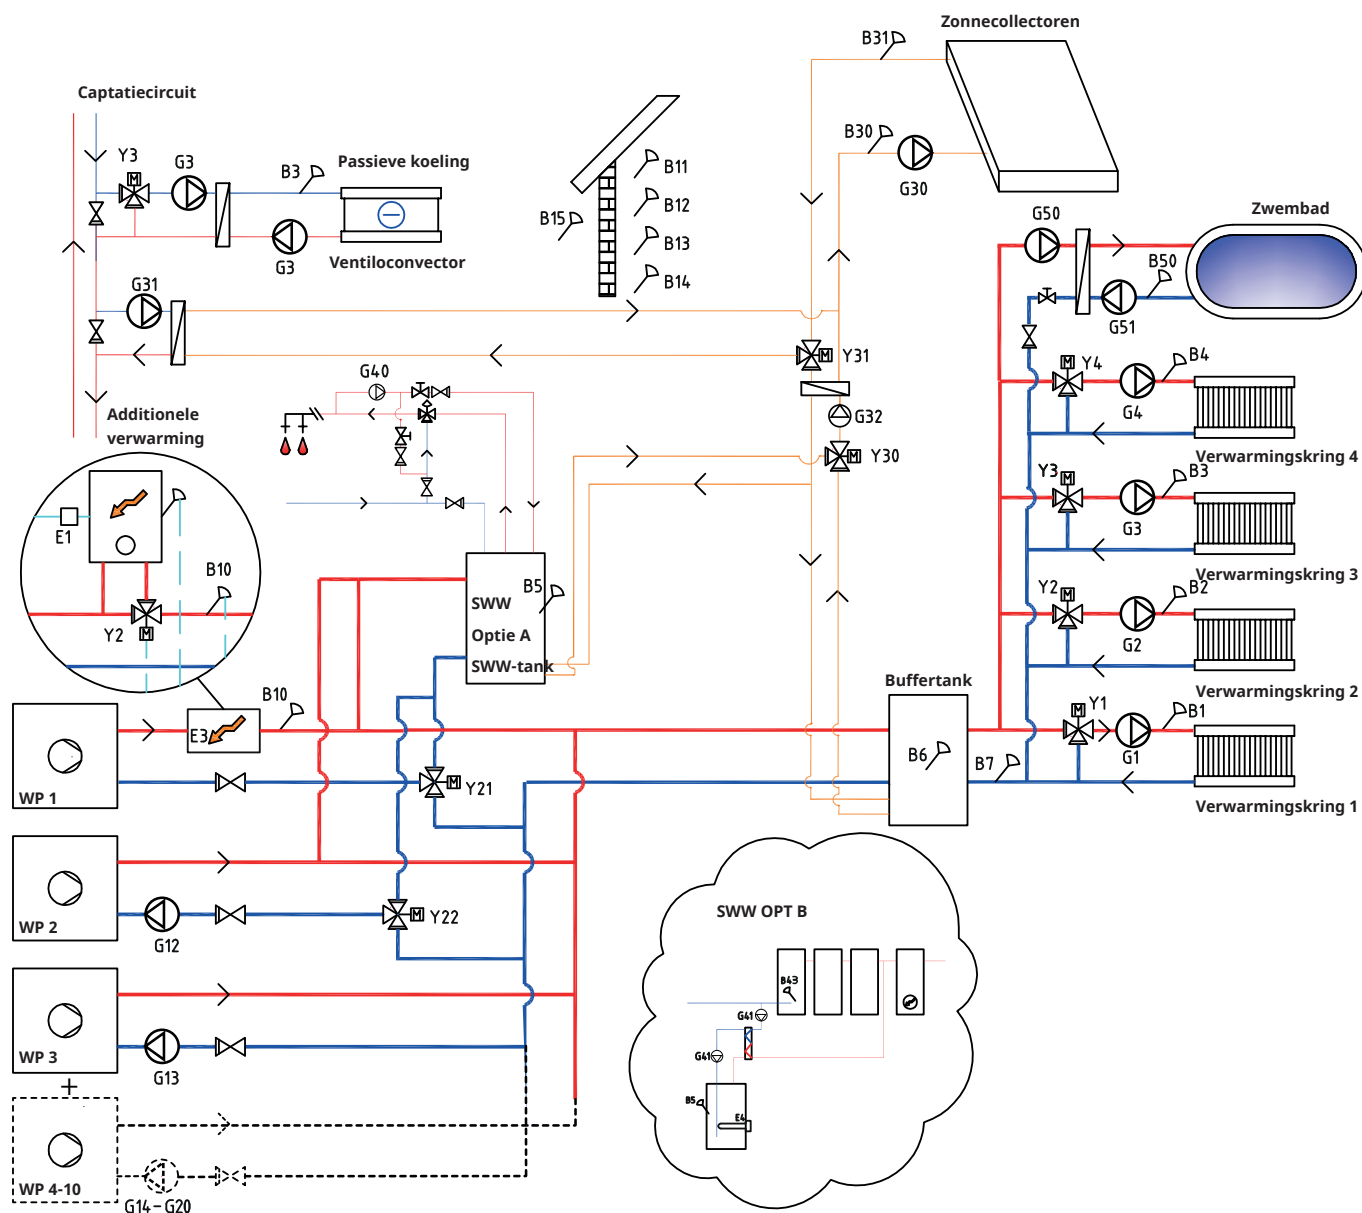 Zonnecollectoren
B31
Captatiecircuit
B30
G30
Y3
G3
B3
Passieve koeling
B11
B12
B15
B13
B14
G3
Ventiloconvector
G50
Zwembad
B50
G51
G31
Y31
G40
G32
Y30
Y4
B4
G4
Verwarmingskring 4
Additionele
verwarming
E1
B10
Y2
Y3
B3
G3
Verwarmingskring 3
Y2
B2
G2
Verwarmingskring 2
B5
SWW
Optie A
SWW-tank
Buffertank
B6
B7
Y1
B1
G1
Verwarmingskring 1
B10
E3
WP 1
Y21
WP 2
G12
Y22
WP 3
G13
+
WP 4-10
G14-G20
SWW OPT B
B43
G41
G41
B5
E4
M
M
M
M
M
M
M
M
M
M